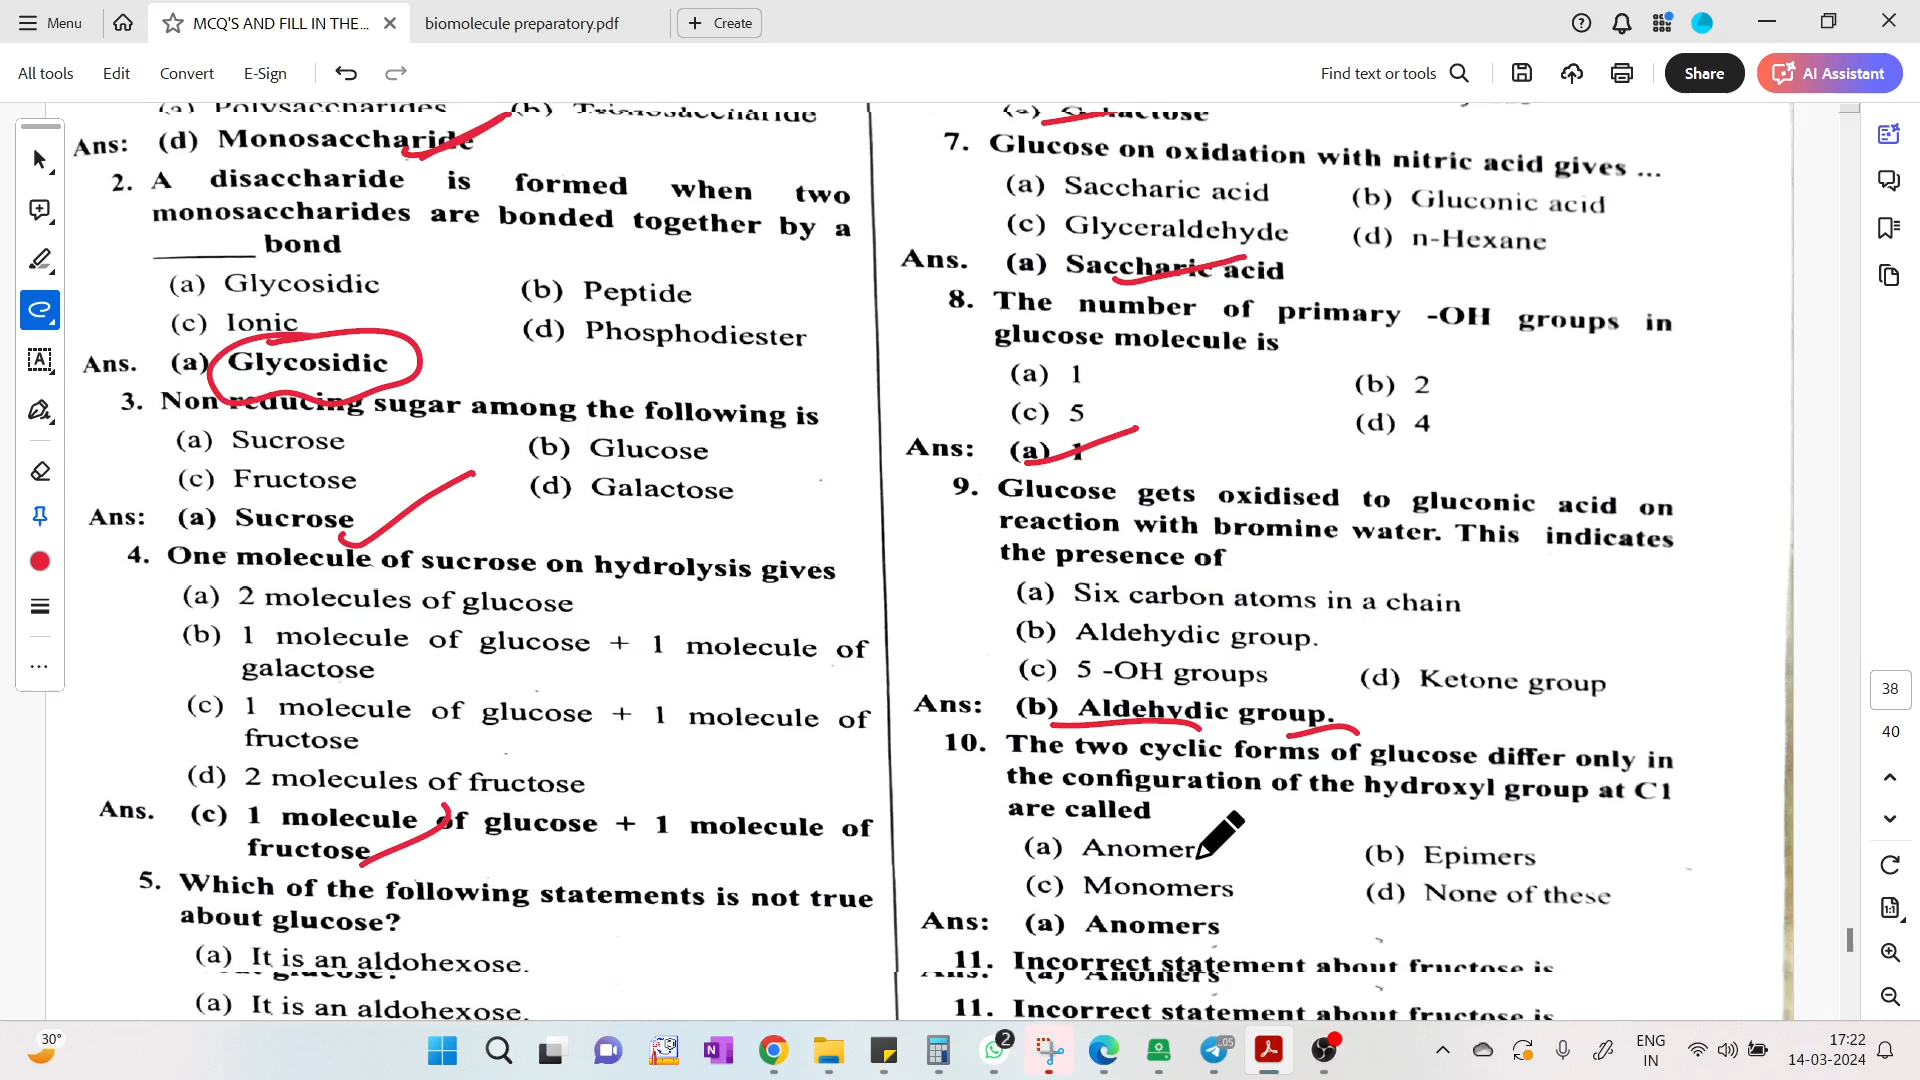 Menu
MCQ'S AND FILL IN THE...
biomolecule preparatory.pdf
Create
All tools
Edit
Convert
E-Sign
Find text or tools
Share
AI Assistant
(a) Polysaccharides (b) Trisaccharide
Ans: (d) Monosaccharide
2. A disaccharide is formed when two
monosaccharides are bonded together by a
_______ bond
(a) Glycosidic (b) Peptide
(c) Ionic (d) Phosphodiester
Ans. (a) Glycosidic
3. Non reducing sugar among the following is
(a) Sucrose (b) Glucose
(c) Fructose (d) Galactose
Ans: (a) Sucrose
4. One molecule of sucrose on hydrolysis gives
(a) 2 molecules of glucose
(b) 1 molecule of glucose + 1 molecule of
galactose
(c) 1 molecule of glucose + 1 molecule of
fructose
(d) 2 molecules of fructose
Ans. (c) 1 molecule of glucose + 1 molecule of
fructose
5. Which of the following statements is not true
about glucose?
(a) It is an aldohexose.
(a) It is an aldohexose.
7. Glucose on oxidation with nitric acid gives ...
(a) Saccharic acid (b) Gluconic acid
(c) Glyceraldehyde (d) n-Hexane
Ans. (a) Saccharic acid
8. The number of primary -OH groups in
glucose molecule is
(a) 1 (b) 2
(c) 5 (d) 4
Ans: (a) 1
9. Glucose gets oxidised to gluconic acid on
reaction with bromine water. This indicates
the presence of
(a) Six carbon atoms in a chain
(b) Aldehydic group.
(c) 5 -OH groups (d) Ketone group
Ans: (b) Aldehydic group.
10. The two cyclic forms of glucose differ only in
the configuration of the hydroxyl group at C1
are called
(a) Anomer (b) Epimers
(c) Monomers (d) None of these
Ans: (a) Anomers
11. Incorrect statement about fructose is
Ans: (a) Anomers
11. Incorrect statement about fructose is
38
40
1:1
30°
2
.05
ENG
IN
17:22
14-03-2024